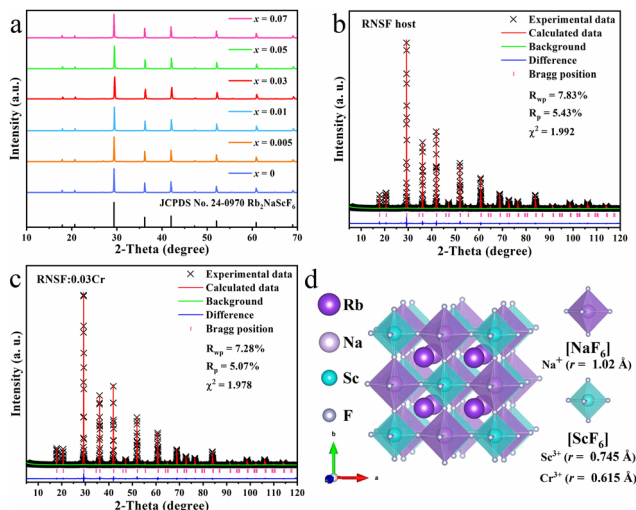 a
x = 0.07
x = 0.05
x = 0.03
x = 0.01
x = 0.005
x = 0
JCPDS No. 24-0970 Rb₂NaScF₆
Intensity (a. u.)
10 20 30 40 50 60 70
2-Theta (degree)
b
RNSF host
Experimental data
Calculated data
Background
Difference
Bragg position
R_wp = 7.83%
R_p = 5.43%
χ² = 1.992
Intensity (a. u.)
10 20 30 40 50 60 70 80 90 100 110 120
2-Theta (degree)
c
RNSF:0.03Cr
Experimental data
Calculated data
Background
Difference
Bragg position
R_wp = 7.28%
R_p = 5.07%
χ² = 1.978
Intensity (a. u.)
10 20 30 40 50 60 70 80 90 100 110 120
2-Theta (degree)
d
Rb
Na
Sc
F
b
a
[NaF₆]
Na⁺ (r = 1.02 Å)
[ScF₆]
Sc³⁺ (r = 0.745 Å)
Cr³⁺ (r = 0.615 Å)